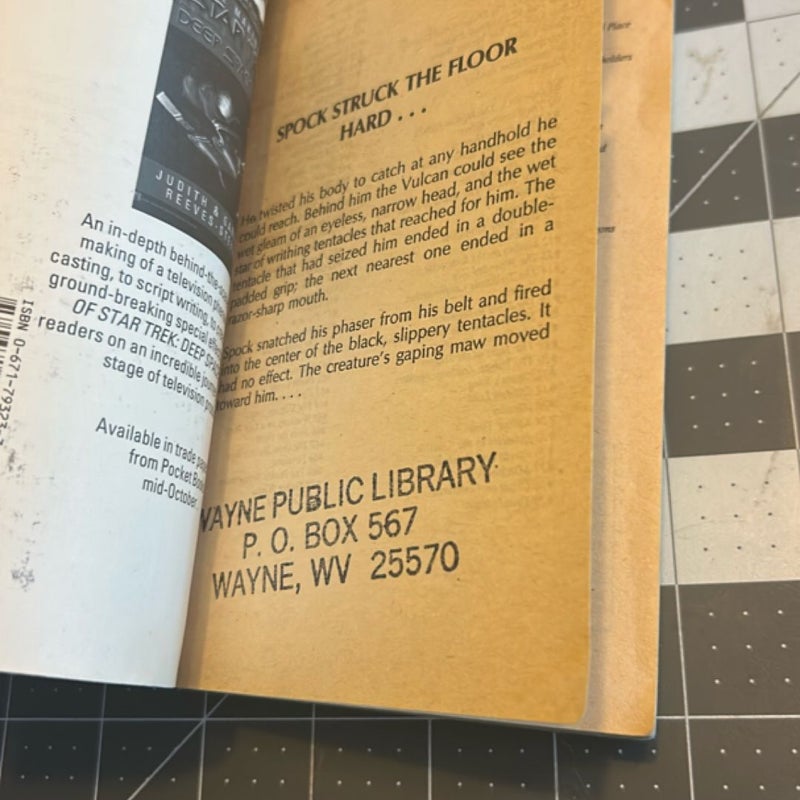 DEEP
JUDITH &
REEVES-STE
An in-depth behind-the-
making of a television
casting, to script writing,
ground-breaking special
OF STAR TREK: DEEP
readers on an incredible
stage of television
Available in trade
from Pocket
mid-October
ISBN 0-671-79323-
SPOCK STRUCK THE FLOOR
HARD . . .
He twisted his body to catch at any handhold he
could reach. Behind him the Vulcan could see the
wet gleam of an eyeless, narrow head, and the wet
star of writhing tentacles that reached for him. The
tentacle that had seized him ended in a double-
padded grip; the next nearest one ended in a
razor-sharp mouth.
Spock snatched his phaser from his belt and fired
into the center of the black, slippery tentacles. It
had no effect. The creature's gaping maw moved
toward him. . . .
WAYNE PUBLIC LIBRARY
P. O. BOX 567
WAYNE, WV 25570
Place